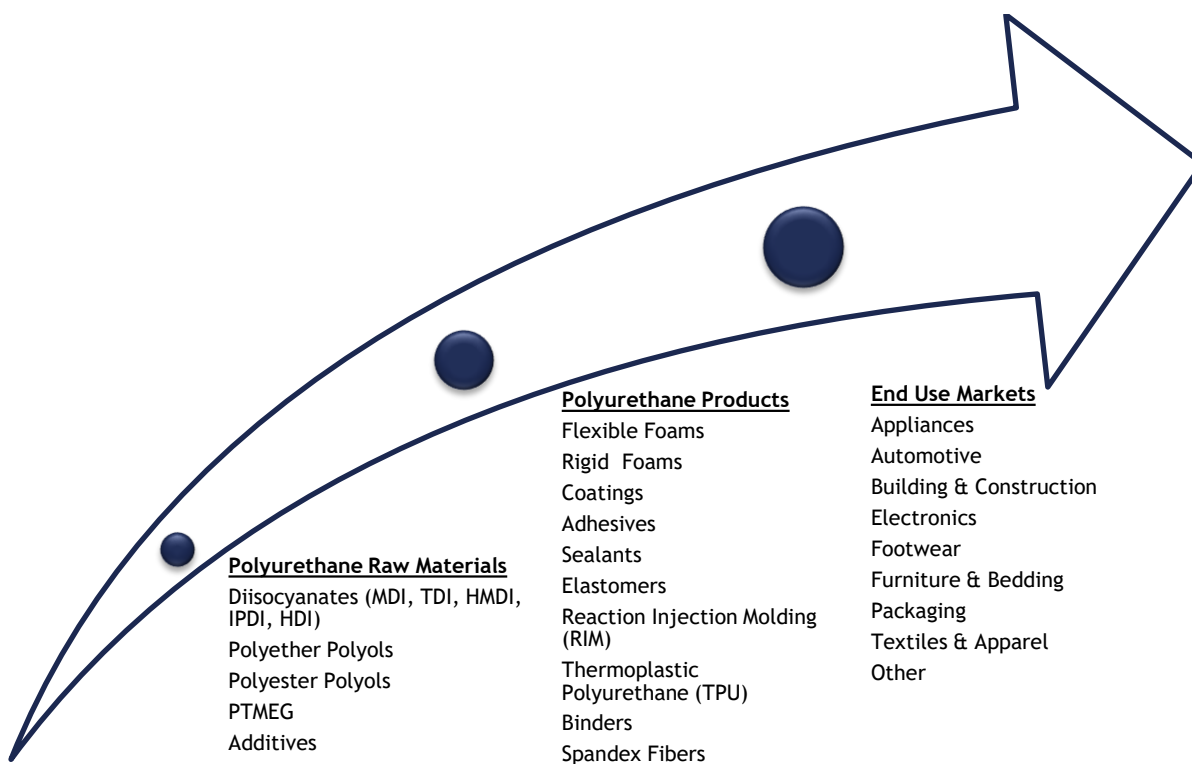 Polyurethane Raw Materials
Diisocyanates (MDI, TDI, HMDI,
IPDI, HDI)
Polyether Polyols
Polyester Polyols
PTMEG
Additives
Polyurethane Products
Flexible Foams
Rigid Foams
Coatings
Adhesives
Sealants
Elastomers
Reaction Injection Molding
(RIM)
Thermoplastic
Polyurethane (TPU)
Binders
Spandex Fibers
End Use Markets
Appliances
Automotive
Building & Construction
Electronics
Footwear
Furniture & Bedding
Packaging
Textiles & Apparel
Other